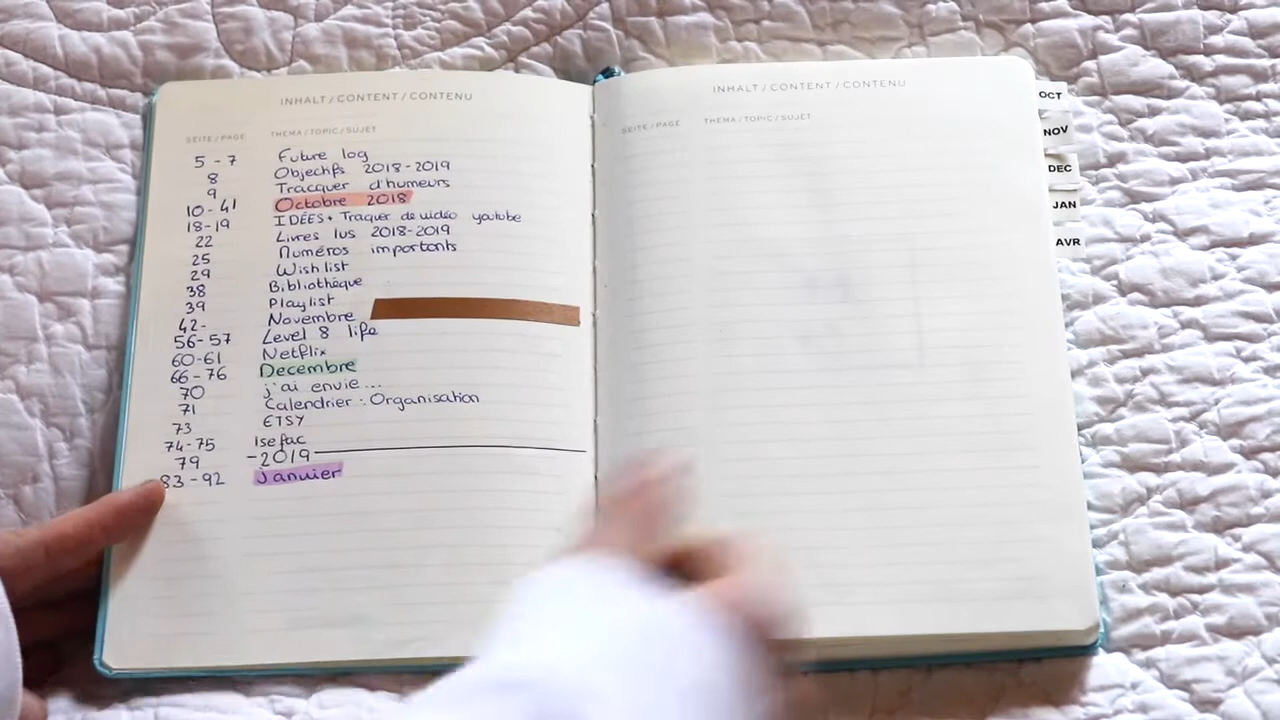 INHALT / CONTENT / CONTENU
SEITE / PAGE THEMA / TOPIC / SUJET
5 - 7 Future log
8 Objectifs 2018-2019
9 Tracquer d'humeurs
10- 41 Octobre 2018
18-19 IDÉES + Traquer de vidéo youtube
22 Livres lus 2018-2019
25 Numéros importants
29 Wish list
38 Bibliothèque
39 Playlist
42- Novembre
56-57 Level 8 life
60-61 Netflix
66-76 Decembre
70 j'ai envie...
71 Calendrier : Organisation
73 ETSY
74-75 Isefac
79 -2019
83-92 Janvier
INHALT / CONTENT / CONTENU
SEITE / PAGE THEMA / TOPIC / SUJET
OCT
NOV
DEC
JAN
AVR